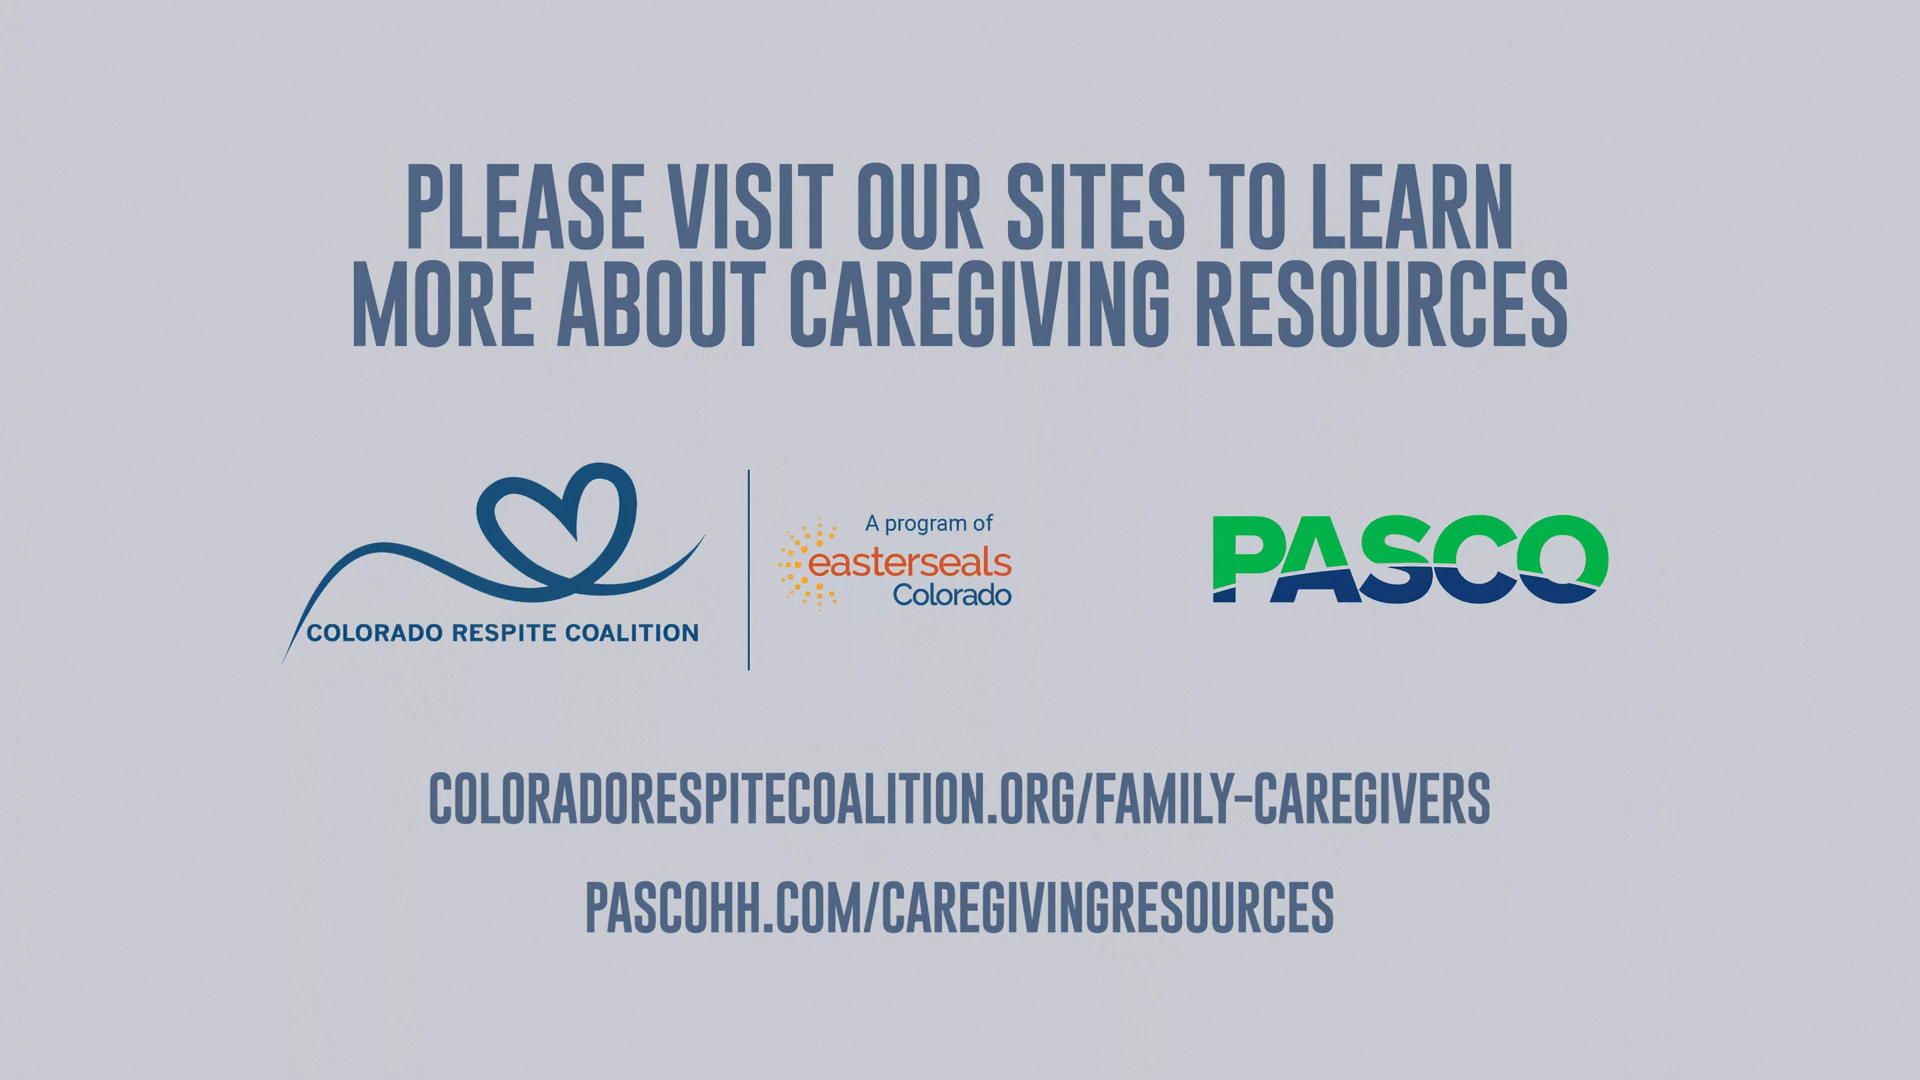 PLEASE VISIT OUR SITES TO LEARN
MORE ABOUT CAREGIVING RESOURCES
COLORADO RESPITE COALITION
A program of
easterseals
Colorado
PASCO
COLORADORESPITECOALITION.ORG/FAMILY-CAREGIVERS
PASCOHH.COM/CAREGIVINGRESOURCES